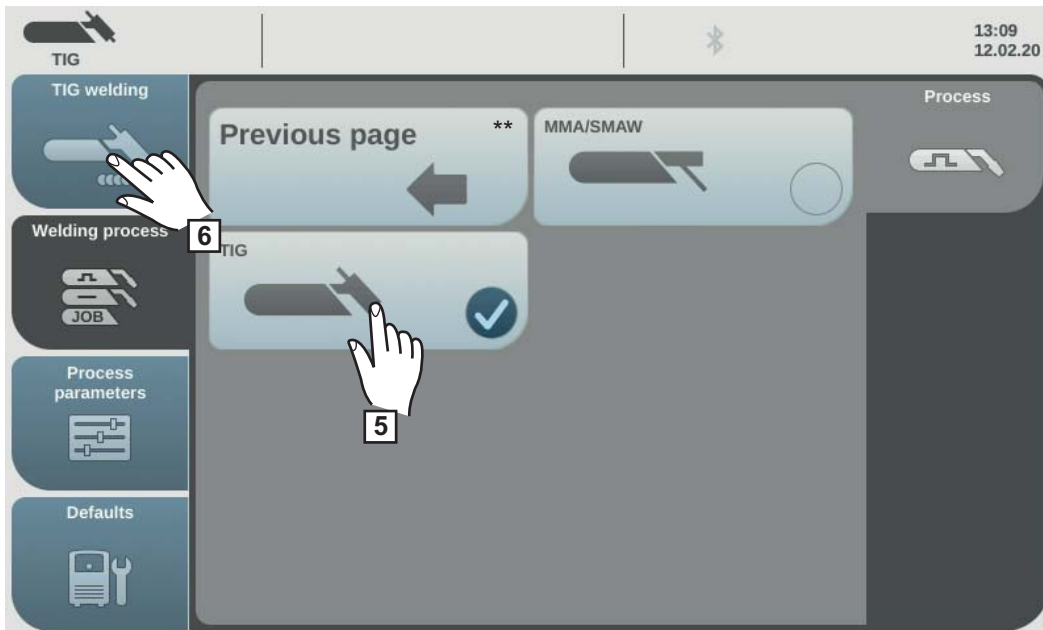 TIG
13:09
12.02.20
TIG welding
Welding process
JOB
Process
parameters
Defaults
Previous page **
MMA/SMAW
TIG
Process
6
5